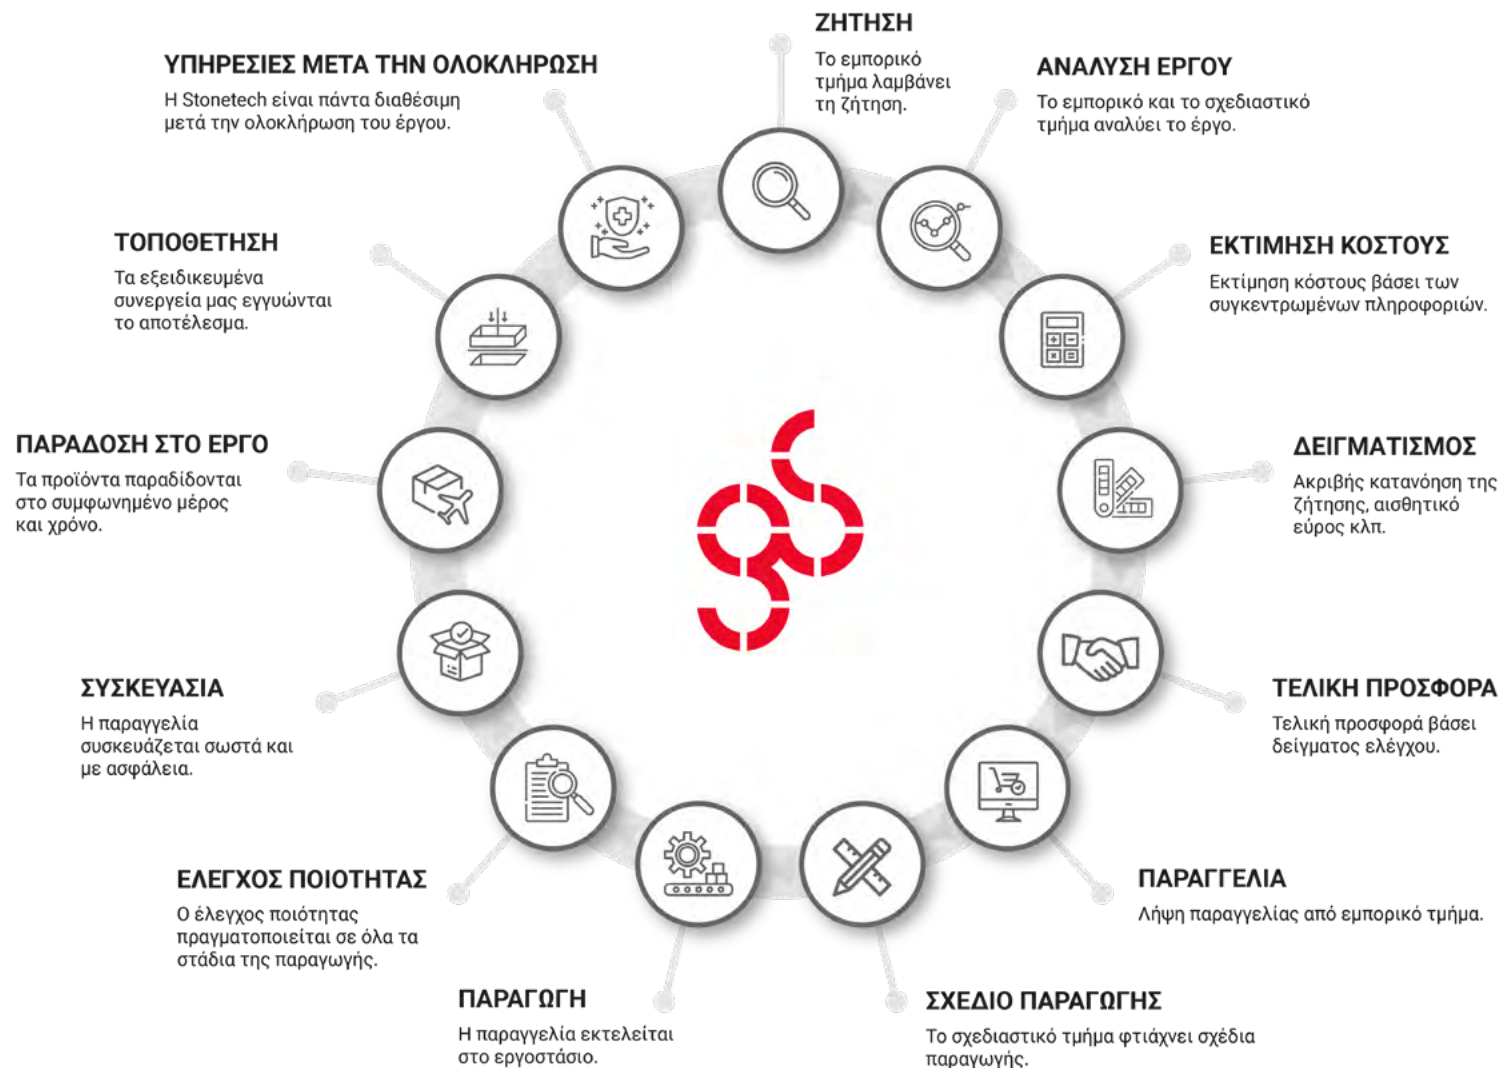 ΖΗΤΗΣΗ
Το εμπορικό
τμήμα λαμβάνει
τη ζήτηση.
ΑΝΑΛΥΣΗ ΕΡΓΟΥ
Το εμπορικό και το σχεδιαστικό
τμήμα αναλύει το έργο.
ΕΚΤΙΜΗΣΗ ΚΟΣΤΟΥΣ
Εκτίμηση κόστους βάσει των
συγκεντρωμένων πληροφοριών.
ΔΕΙΓΜΑΤΙΣΜΟΣ
Ακριβής κατανόηση της
ζήτησης, αισθητικό
εύρος κλπ.
ΤΕΛΙΚΗ ΠΡΟΣΦΟΡΑ
Τελική προσφορά βάσει
δείγματος ελέγχου.
ΠΑΡΑΓΓΕΛΙΑ
Λήψη παραγγελίας από εμπορικό τμήμα.
ΣΧΕΔΙΟ ΠΑΡΑΓΩΓΗΣ
Το σχεδιαστικό τμήμα φτιάχνει σχέδια
παραγωγής.
ΠΑΡΑΓΩΓΗ
Η παραγγελία εκτελείται
στο εργοστάσιο.
ΕΛΕΓΧΟΣ ΠΟΙΟΤΗΤΑΣ
Ο έλεγχος ποιότητας
πραγματοποιείται σε όλα τα
στάδια της παραγωγής.
ΣΥΣΚΕΥΑΣΙΑ
Η παραγγελία
συσκευάζεται σωστά και
με ασφάλεια.
ΠΑΡΑΔΟΣΗ ΣΤΟ ΕΡΓΟ
Τα προϊόντα παραδίδονται
στο συμφωνημένο μέρος
και χρόνο.
ΤΟΠΟΘΕΤΗΣΗ
Τα εξειδικευμένα
συνεργεία μας εγγυώνται
το αποτέλεσμα.
ΥΠΗΡΕΣΙΕΣ ΜΕΤΑ ΤΗΝ ΟΛΟΚΛΗΡΩΣΗ
Η Stonetech είναι πάντα διαθέσιμη
μετά την ολοκλήρωση του έργου.